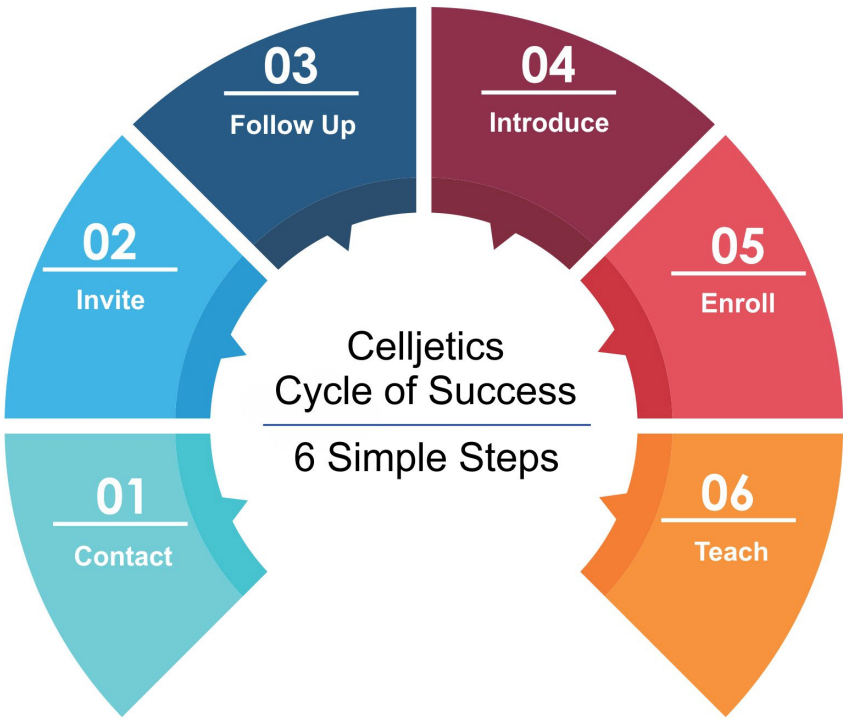 03
Follow Up
04
Introduce
02
Invite
05
Enroll
Celljetics
Cycle of Success
6 Simple Steps
01
Contact
06
Teach